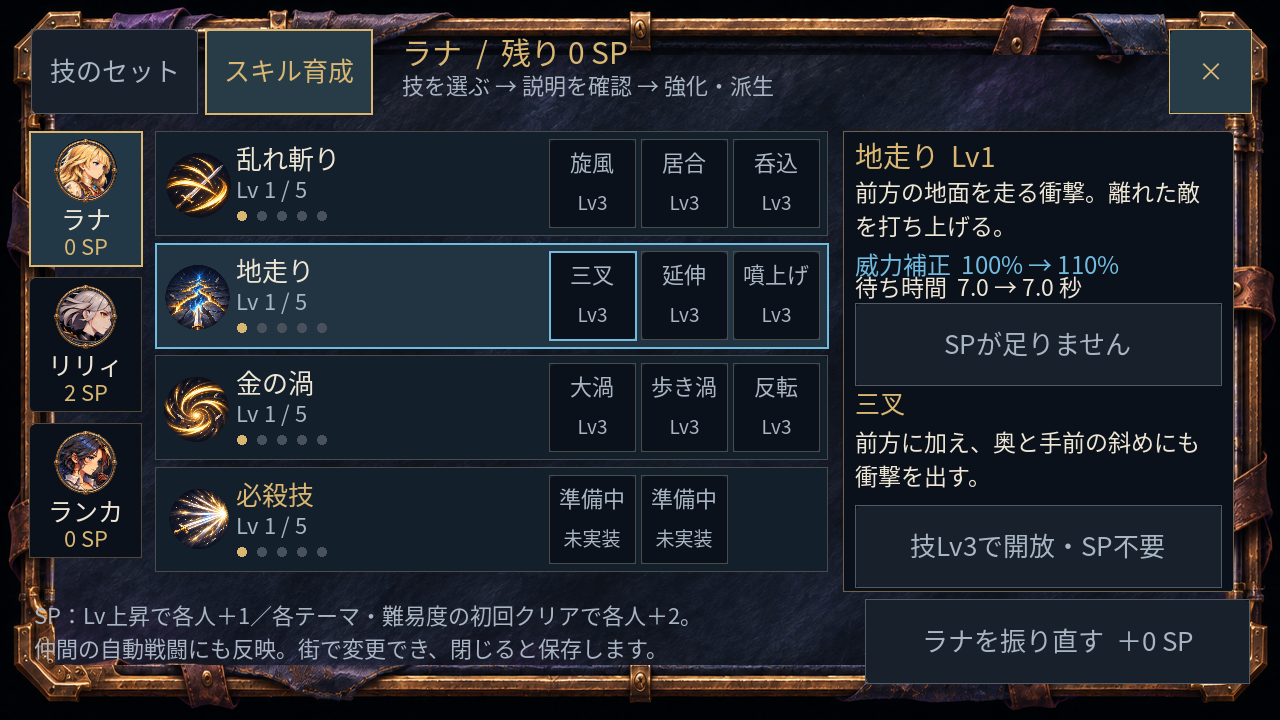 技のセット
スキル育成
ラナ / 残り 0 SP
技を選ぶ → 説明を確認 → 強化・派生
×
ラナ
0 SP
リリィ
2 SP
ランカ
0 SP
乱れ斬り
Lv 1 / 5
旋風
Lv3
居合
Lv3
呑込
Lv3
地走り
Lv 1 / 5
三叉
Lv3
延伸
Lv3
噴上げ
Lv3
金の渦
Lv 1 / 5
大渦
Lv3
歩き渦
Lv3
反転
Lv3
必殺技
Lv 1 / 5
準備中
未実装
準備中
未実装
地走り Lv1
前方の地面を走る衝撃。離れた敵
を打ち上げる。
威力補正 100% → 110%
待ち時間 7.0 → 7.0 秒
SPが足りません
三叉
前方に加え、奥と手前の斜めにも
衝撃を出す。
技Lv3で開放・SP不要
SP：Lv上昇で各人＋1／各テーマ・難易度の初回クリアで各人＋2。
仲間の自動戦闘にも反映。街で変更でき、閉じると保存します。
ラナを振り直す ＋0 SP